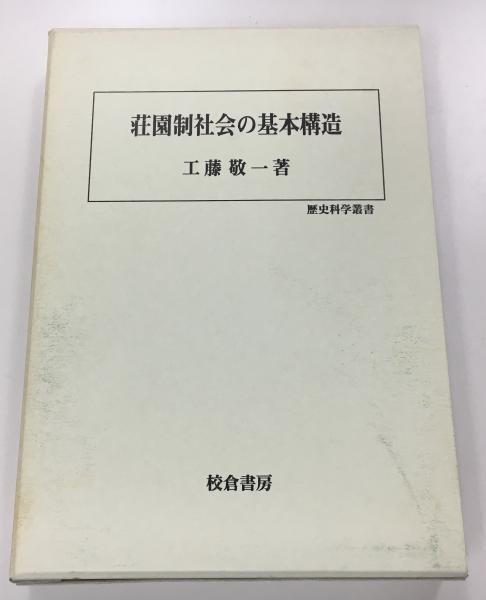 荘園制社会の基本構造
工藤敬一著
歴史科学叢書
校倉書房